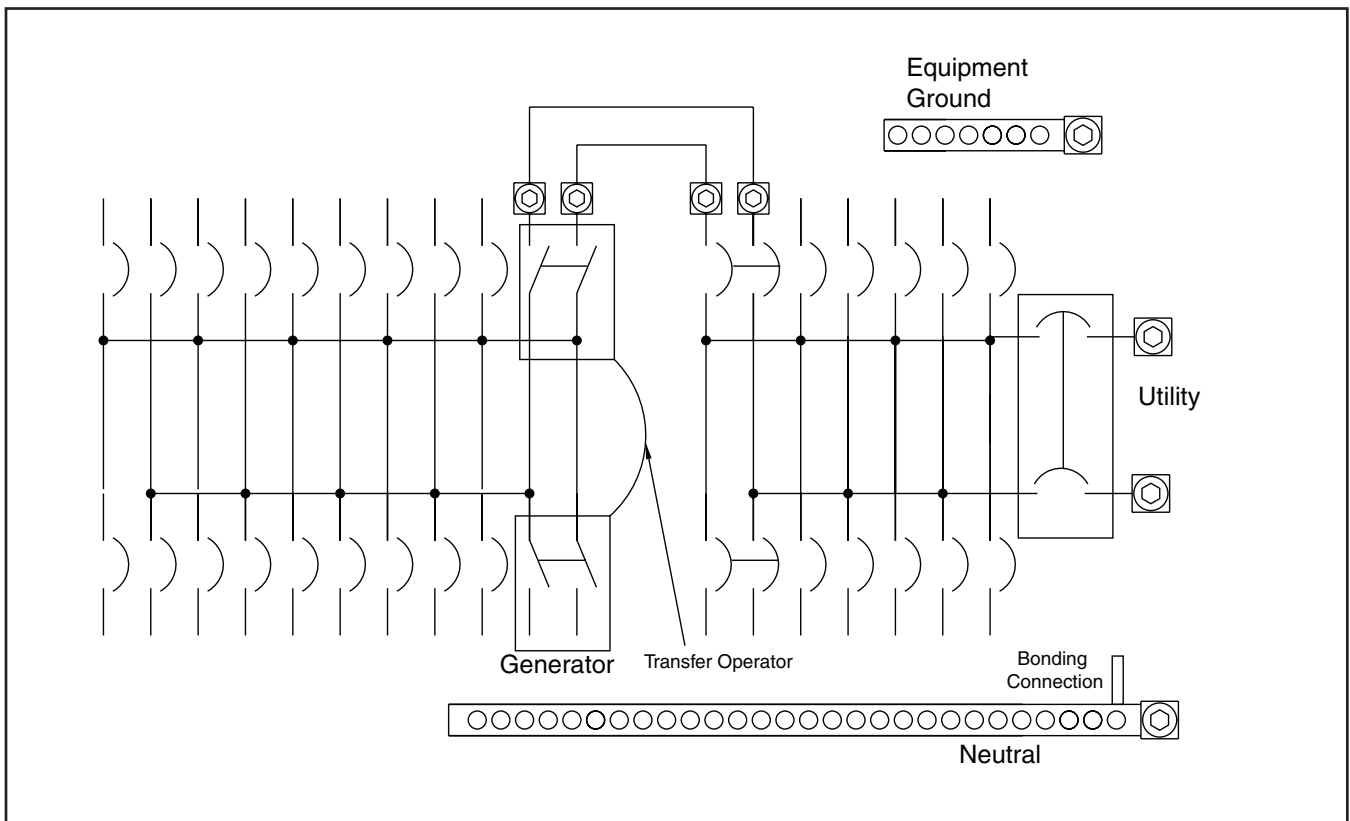 Equipment
Ground
Utility
Generator
Transfer Operator
Bonding
Connection
Neutral